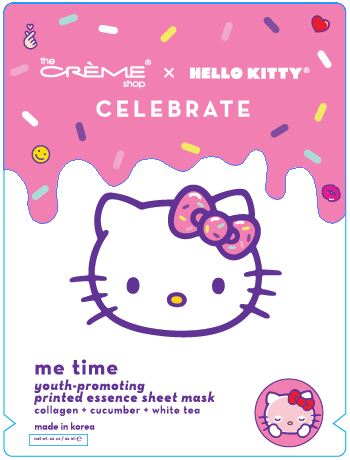 the
CRÈME®
shop
× HELLO KITTY®
CELEBRATE
me time
youth-promoting
printed essence sheet mask
collagen + cucumber + white tea
made in korea